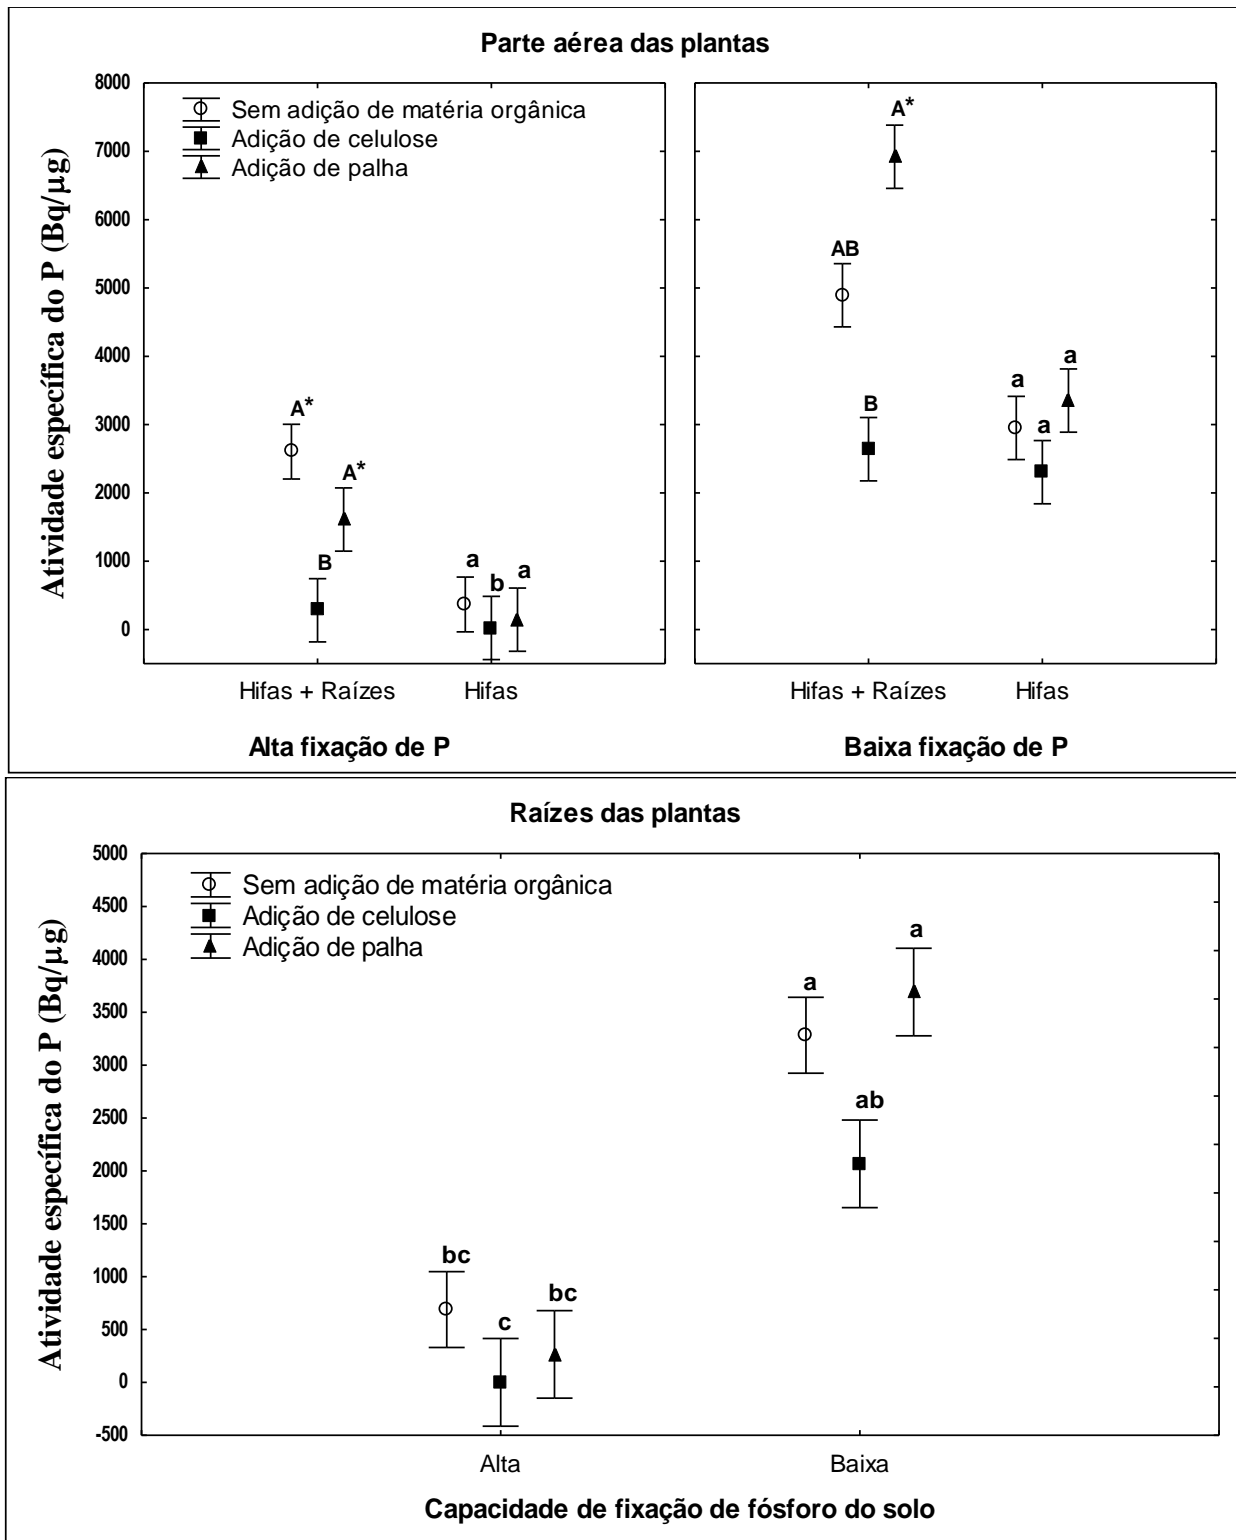 Parte aérea das plantas
Atividade específica do P (Bq/µg)
8000
7000
6000
5000
4000
3000
2000
1000
0
Sem adição de matéria orgânica
Adição de celulose
Adição de palha
A*
B
A*
a
b
a
AB
B
A*
a
a
a
Hifas + Raízes
Hifas
Hifas + Raízes
Hifas
Alta fixação de P
Baixa fixação de P
Raízes das plantas
Atividade específica do P (Bq/µg)
5000
4500
4000
3500
3000
2500
2000
1500
1000
500
0
-500
Sem adição de matéria orgânica
Adição de celulose
Adição de palha
bc
c
bc
a
ab
a
Alta
Baixa
Capacidade de fixação de fósforo do solo